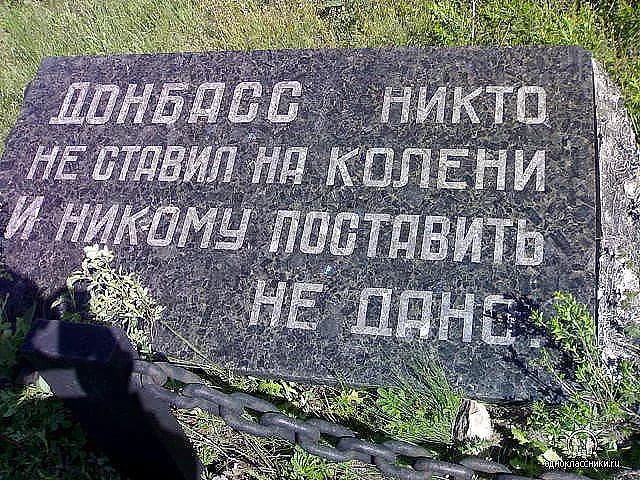 ДОНБАСС НИКТО
НЕ СТАВИЛ НА КОЛЕНИ
И НИКОМУ ПОСТАВИТЬ
НЕ ДАНО.
одноклассники.ru